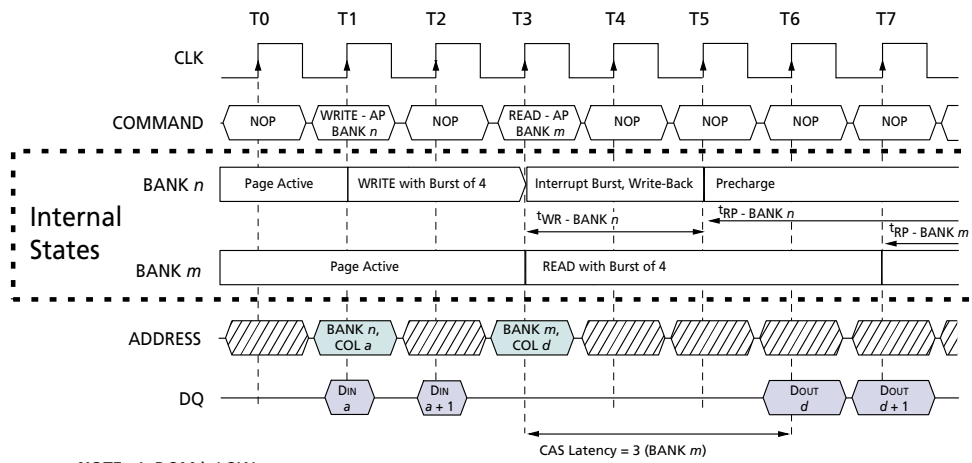 T0 T1 T2 T3 T4 T5 T6 T7
CLK
COMMAND NOP WRITE - AP BANK n NOP READ - AP BANK m NOP NOP NOP NOP
Internal States
BANK n Page Active WRITE with Burst of 4 Interrupt Burst, Write-Back Precharge
tWR - BANK n tRP - BANK n
tRP - BANK m
BANK m Page Active READ with Burst of 4
ADDRESS BANK n, COL a BANK m, COL d
DQ DIN a DIN a + 1 DOUT d DOUT d + 1
CAS Latency = 3 (BANK m)